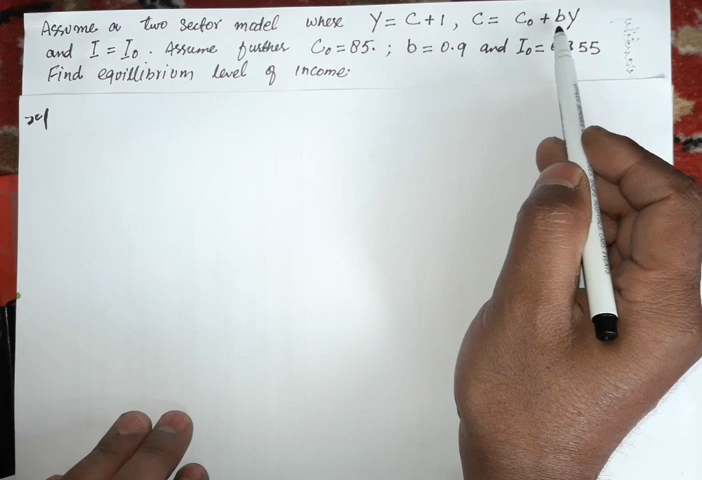 Assume a two sector model where Y = C + I, C = C₀ + bY
and I = I₀. Assume further C₀ = 85. ; b = 0.9 and I₀ = 355
Find equillibrium level of Income: